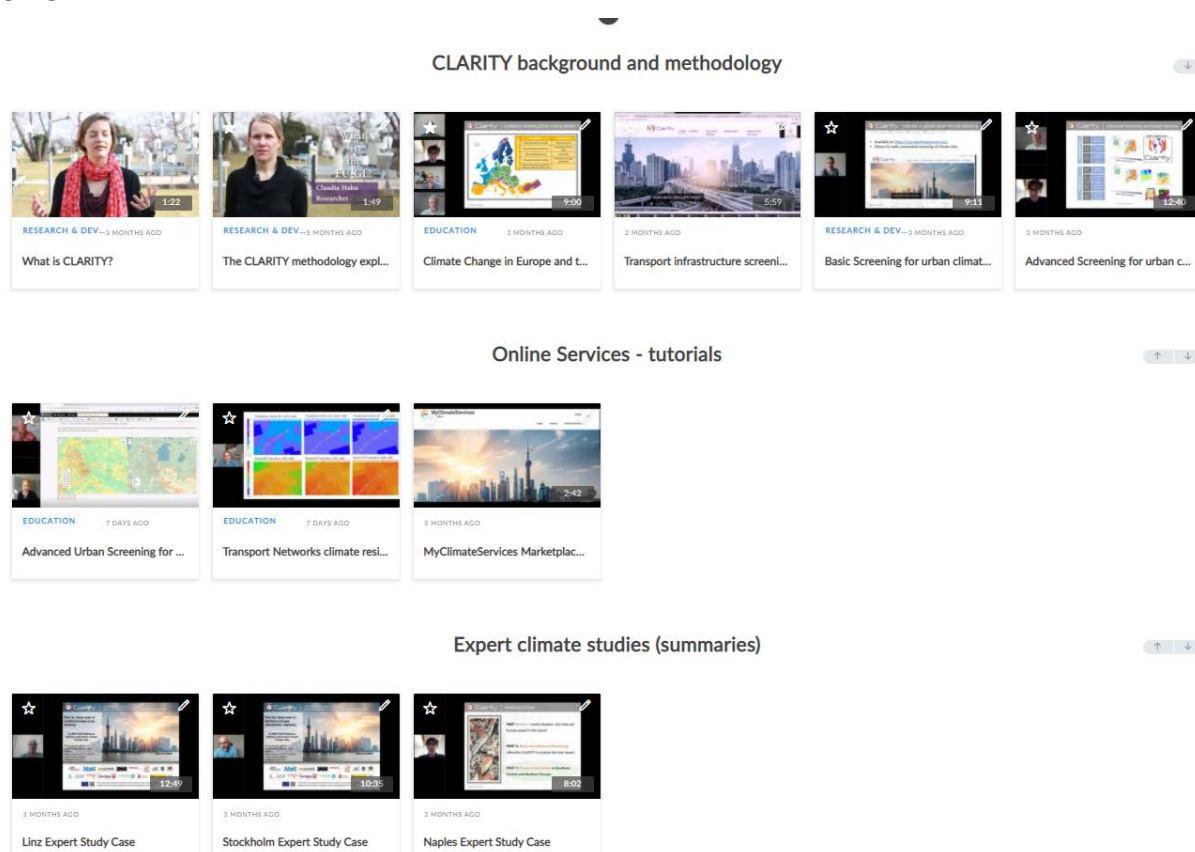 CLARITY background and methodology
What is the FUGL?
Claudia Hahn
Researcher
1:22
1:49
9:00
5:59
9:11
12:40
RESEARCH & DEV... 3 MONTHS AGO
RESEARCH & DEV... 3 MONTHS AGO
EDUCATION 3 MONTHS AGO
2 MONTHS AGO
RESEARCH & DEV... 3 MONTHS AGO
3 MONTHS AGO
What is CLARITY?
The CLARITY methodology expl...
Climate Change in Europe and t...
Transport infrastructure screeni...
Basic Screening for urban climat...
Advanced Screening for urban c...
Online Services - tutorials
MyClimateServices
2:42
EDUCATION 7 DAYS AGO
EDUCATION 7 DAYS AGO
3 MONTHS AGO
Advanced Urban Screening for ...
Transport Networks climate resi...
MyClimateServices Marketplac...
Expert climate studies (summaries)
12:49
10:35
8:02
3 MONTHS AGO
3 MONTHS AGO
3 MONTHS AGO
Linz Expert Study Case
Stockholm Expert Study Case
Naples Expert Study Case